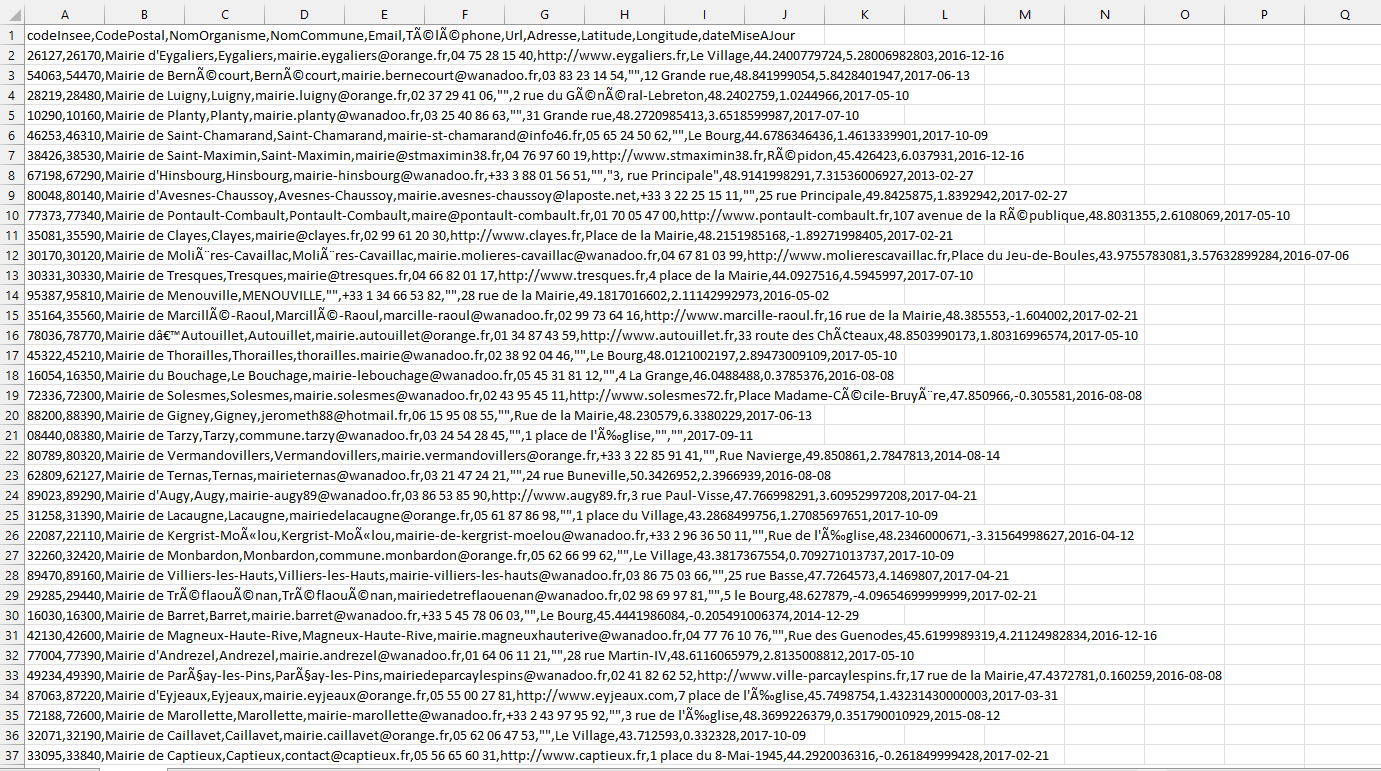 A B C D E F G H I J K L M N O P Q
1 codeInsee,CodePostal,NomOrganisme,NomCommune,Email,TÃ©lÃ©phone,Url,Adresse,Latitude,Longitude,dateMiseAJour
2 26127,26170,Mairie d'Eygaliers,Eygaliers,mairie.eygaliers@orange.fr,04 75 28 15 40,http://www.eygaliers.fr,Le Village,44.2400779724,5.28006982803,2016-12-16
3 54063,54470,Mairie de BernÃ©court,BernÃ©court,mairie.bernecourt@wanadoo.fr,03 83 23 14 54,"",12 Grande rue,48.841999054,5.8428401947,2017-06-13
4 28219,28480,Mairie de Luigny,Luigny,mairie.luigny@orange.fr,02 37 29 41 06,"",2 rue du GÃ©nÃ©ral-Lebreton,48.2402759,1.0244966,2017-05-10
5 10290,10160,Mairie de Planty,Planty,mairie.planty@wanadoo.fr,03 25 40 86 63,"",31 Grande rue,48.2720985413,3.6518599987,2017-07-10
6 46253,46310,Mairie de Saint-Chamarand,Saint-Chamarand,mairie-st-chamarand@info46.fr,05 65 24 50 62,"",Le Bourg,44.6786346436,1.4613339901,2017-10-09
7 38426,38530,Mairie de Saint-Maximin,Saint-Maximin,mairie@stmaximin38.fr,04 76 97 60 19,http://www.stmaximin38.fr,RÃ©pidon,45.426423,6.037931,2016-12-16
8 67198,67290,Mairie d'Hinsbourg,Hinsbourg,mairie-hinsbourg@wanadoo.fr,+33 3 88 01 56 51,"","3, rue Principale",48.9141998291,7.31536006927,2013-02-27
9 80048,80140,Mairie d'Avesnes-Chaussoy,Avesnes-Chaussoy,mairie.avesnes-chaussoy@laposte.net,+33 3 22 25 15 11,"",25 rue Principale,49.8425875,1.8392942,2017-02-27
10 77373,77340,Mairie de Pontault-Combault,Pontault-Combault,maire@pontault-combault.fr,01 70 05 47 00,http://www.pontault-combault.fr,107 avenue de la RÃ©publique,48.8031355,2.6108069,2017-05-10
11 35081,35590,Mairie de Clayes,Clayes,mairie@clayes.fr,02 99 61 20 30,http://www.clayes.fr,Place de la Mairie,48.2151985168,-1.89271998405,2017-02-21
12 30170,30120,Mairie de MoliÃ¨res-Cavaillac,MoliÃ¨res-Cavaillac,mairie.molieres-cavaillac@wanadoo.fr,04 67 81 03 99,http://www.molierescavaillac.fr,Place du Jeu-de-Boules,43.9755783081,3.57632899284,2016-07-06
13 30331,30330,Mairie de Tresques,Tresques,mairie@tresques.fr,04 66 82 01 17,http://www.tresques.fr,4 place de la Mairie,44.0927516,4.5945997,2017-07-10
14 95387,95810,Mairie de Menouville,MENOUVILLE,"",+33 1 34 66 53 82,"",28 rue de la Mairie,49.1817016602,2.11142992973,2016-05-02
15 35164,35560,Mairie de MarcillÃ©-Raoul,MarcillÃ©-Raoul,marcille-raoul@wanadoo.fr,02 99 73 64 16,http://www.marcille-raoul.fr,16 rue de la Mairie,48.385553,-1.604002,2017-02-21
16 78036,78770,Mairie dâ€™Autouillet,Autouillet,mairie.autouillet@orange.fr,01 34 87 43 59,http://www.autouillet.fr,33 route des ChÃ¢teaux,48.8503990173,1.80316996574,2017-05-10
17 45322,45210,Mairie de Thorailles,Thorailles,thorailles.mairie@wanadoo.fr,02 38 92 04 46,"",Le Bourg,48.0121002197,2.89473009109,2017-05-10
18 16054,16350,Mairie du Bouchage,Le Bouchage,mairie-lebouchage@wanadoo.fr,05 45 31 81 12,"",4 La Grange,46.0488488,0.3785376,2016-08-08
19 72336,72300,Mairie de Solesmes,Solesmes,mairie.solesmes@wanadoo.fr,02 43 95 45 11,http://www.solesmes72.fr,Place Madame-CÃ©cile-BruyÃ¨re,47.850966,-0.305581,2016-08-08
20 88200,88390,Mairie de Gigney,Gigney,jerometh88@hotmail.fr,06 15 95 08 55,"",Rue de la Mairie,48.230579,6.3380229,2017-06-13
21 08440,08380,Mairie de Tarzy,Tarzy,commune.tarzy@wanadoo.fr,03 24 54 28 45,"",1 place de l'Ã‰glise,"","",2017-09-11
22 80789,80320,Mairie de Vermandovillers,Vermandovillers,mairie.vermandovillers@orange.fr,+33 3 22 85 91 41,"",Rue Navierge,49.850861,2.7847813,2014-08-14
23 62809,62127,Mairie de Ternas,Ternas,mairieternas@wanadoo.fr,03 21 47 24 21,"",24 rue Buneville,50.3426952,2.3966939,2016-08-08
24 89023,89290,Mairie d'Augy,Augy,mairie-augy89@wanadoo.fr,03 86 53 85 90,http://www.augy89.fr,3 rue Paul-Visse,47.766998291,3.60952997208,2017-04-21
25 31258,31390,Mairie de Lacaugne,Lacaugne,mairiedelacaugne@orange.fr,05 61 87 86 98,"",1 place du Village,43.2868499756,1.27085697651,2017-10-09
26 22087,22110,Mairie de Kergrist-MoÃ«lou,Kergrist-MoÃ«lou,mairie-de-kergrist-moelou@wanadoo.fr,+33 2 96 36 50 11,"",Rue de l'Ã‰glise,48.2346000671,-3.31564998627,2016-04-12
27 32260,32420,Mairie de Monbardon,Monbardon,commune.monbardon@orange.fr,05 62 66 99 62,"",Le Village,43.3817367554,0.709271013737,2017-10-09
28 89470,89160,Mairie de Villiers-les-Hauts,Villiers-les-Hauts,mairie-villiers-les-hauts@wanadoo.fr,03 86 75 03 66,"",25 rue Basse,47.7264573,4.1469807,2017-04-21
29 29285,29440,Mairie de TrÃ©flaouÃ©nan,TrÃ©flaouÃ©nan,mairiedetreflaouenan@wanadoo.fr,02 98 69 97 81,"",5 le Bourg,48.627879,-4.09654699999999,2017-02-21
30 16030,16300,Mairie de Barret,Barret,mairie.barret@wanadoo.fr,+33 5 45 78 06 03,"",Le Bourg,45.4441986084,-0.205491006374,2014-12-29
31 42130,42600,Mairie de Magneux-Haute-Rive,Magneux-Haute-Rive,mairie.magneuxhauterive@wanadoo.fr,04 77 76 10 76,"",Rue des Guenodes,45.6199989319,4.21124982834,2016-12-16
32 77004,77390,Mairie d'Andrezel,Andrezel,mairie.andrezel@wanadoo.fr,01 64 06 11 21,"",28 rue Martin-IV,48.6116065979,2.8135008812,2017-05-10
33 49234,49390,Mairie de ParÃ§ay-les-Pins,ParÃ§ay-les-Pins,mairiedeparcaylespins@wanadoo.fr,02 41 82 62 52,http://www.ville-parcaylespins.fr,17 rue de la Mairie,47.4372781,0.160259,2016-08-08
34 87063,87220,Mairie d'Eyjeaux,Eyjeaux,mairie.eyjeaux@orange.fr,05 55 00 27 81,http://www.eyjeaux.com,7 place de l'Ã‰glise,45.7498754,1.43231430000003,2017-03-31
35 72188,72600,Mairie de Marollette,Marollette,mairie-marollette@wanadoo.fr,+33 2 43 97 95 92,"",3 rue de l'Ã‰glise,48.3699226379,0.351790010929,2015-08-12
36 32071,32190,Mairie de Caillavet,Caillavet,mairie.caillavet@orange.fr,05 62 06 47 53,"",Le Village,43.712593,0.332328,2017-10-09
37 33095,33840,Mairie de Captieux,Captieux,contact@captieux.fr,05 56 65 60 31,http://www.captieux.fr,1 place du 8-Mai-1945,44.2920036316,-0.261849999428,2017-02-21